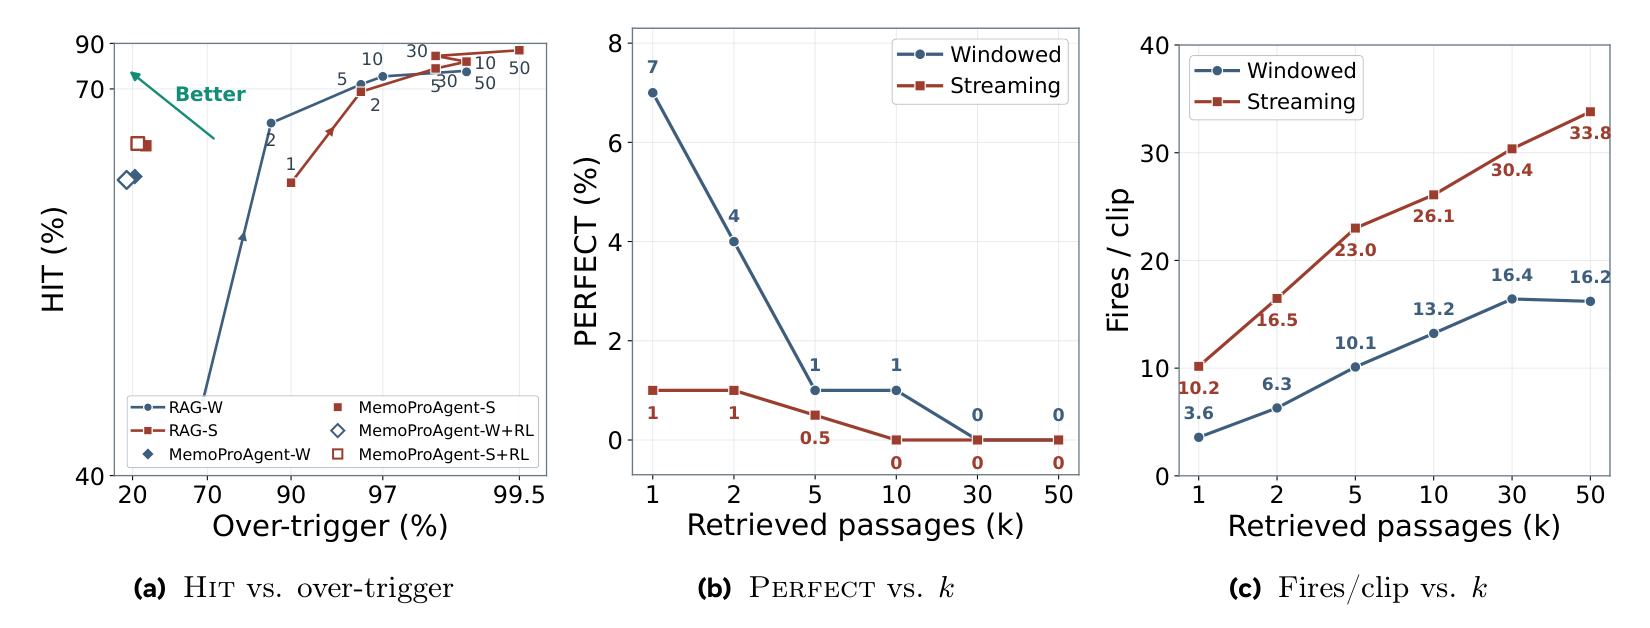 90
70
40
HIT (%)
Better
1
2
5
10
30
50
2
1
5
10
30
50
RAG-W
RAG-S
MemoProAgent-W
MemoProAgent-S
MemoProAgent-W+RL
MemoProAgent-S+RL
20 70 90 97 99.5
Over-trigger (%)
(a) HIT vs. over-trigger
8
6
4
2
0
PERFECT (%)
Windowed
Streaming
7
4
1
1
0
0
1
1
0.5
0
0
0
1 2 5 10 30 50
Retrieved passages (k)
(b) PERFECT vs. k
40
30
20
10
0
Fires / clip
Windowed
Streaming
33.8
30.4
26.1
23.0
16.5
10.2
3.6
6.3
10.1
13.2
16.4
16.2
1 2 5 10 30 50
Retrieved passages (k)
(c) Fires/clip vs. k